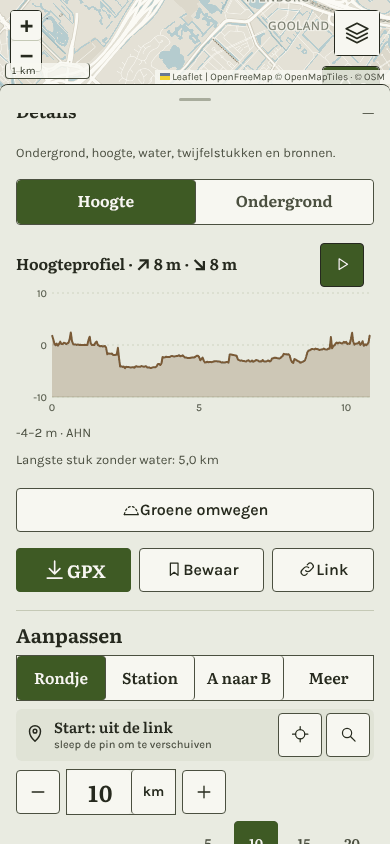 GOOLAND
+
−
1 km
Leaflet | OpenFreeMap © OpenMapTiles · © OSM
Details
Ondergrond, hoogte, water, twijfelstukken en bronnen.
Hoogte
Ondergrond
Hoogteprofiel · ↗ 8 m · ↘ 8 m
10
0
-10
0
5
10
-4–2 m · AHN
Langste stuk zonder water: 5,0 km
Groene omwegen
GPX
Bewaar
Link
Aanpassen
Rondje
Station
A naar B
Meer
Start: uit de link
sleep de pin om te verschuiven
−
10
km
+
5
10
15
20